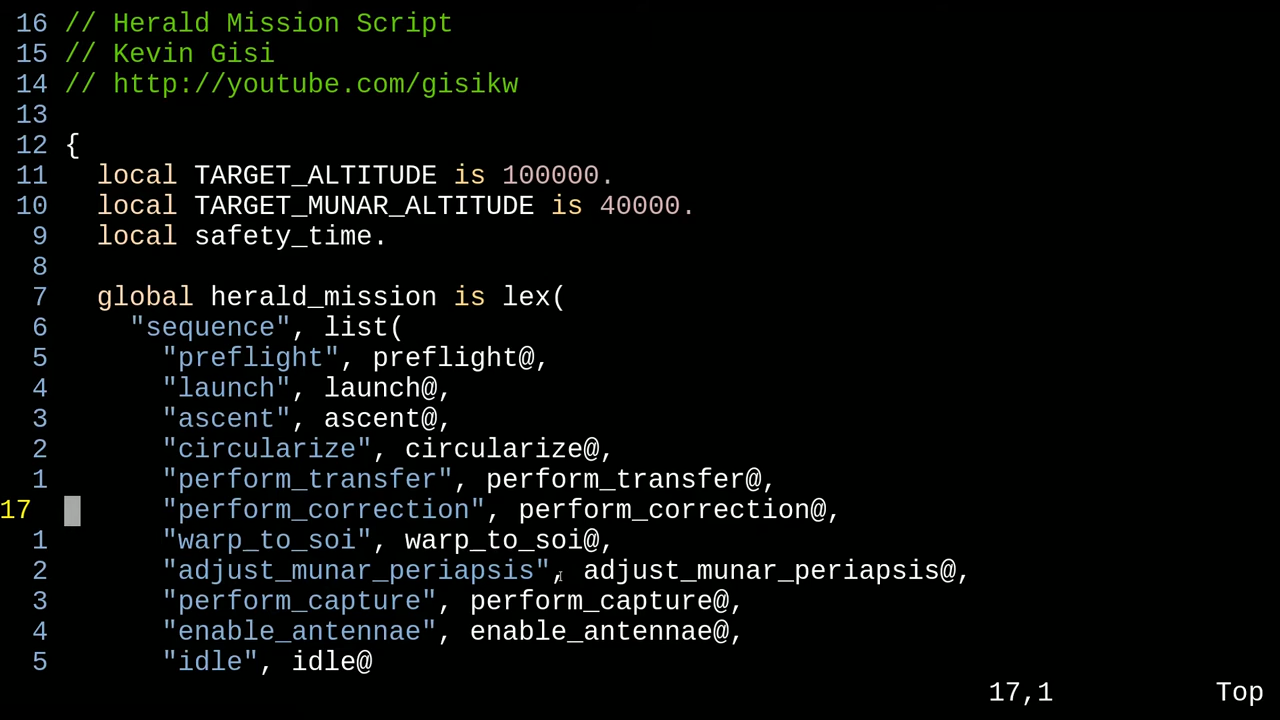 16 // Herald Mission Script
15 // Kevin Gisi
14 // http://youtube.com/gisikw
13
12 {
11   local TARGET_ALTITUDE is 100000.
10   local TARGET_MUNAR_ALTITUDE is 40000.
9   local safety_time.
8
7   global herald_mission is lex(
6     "sequence", list(
5       "preflight", preflight@,
4       "launch", launch@,
3       "ascent", ascent@,
2       "circularize", circularize@,
1       "perform_transfer", perform_transfer@,
17       "perform_correction", perform_correction@,
1       "warp_to_soi", warp_to_soi@,
2       "adjust_munar_periapsis", adjust_munar_periapsis@,
3       "perform_capture", perform_capture@,
4       "enable_antennae", enable_antennae@,
5       "idle", idle@
17,1 Top